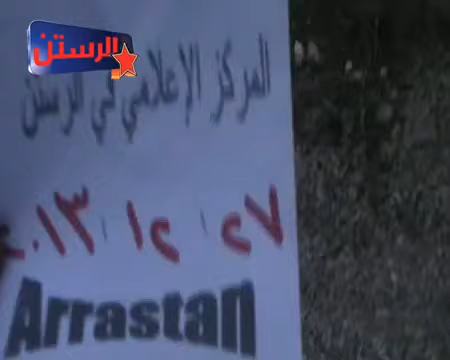 الرستن
المركز الإعلامي في الرستن
٢٧ / ١٢ / ٢٠١٣
Arrastan